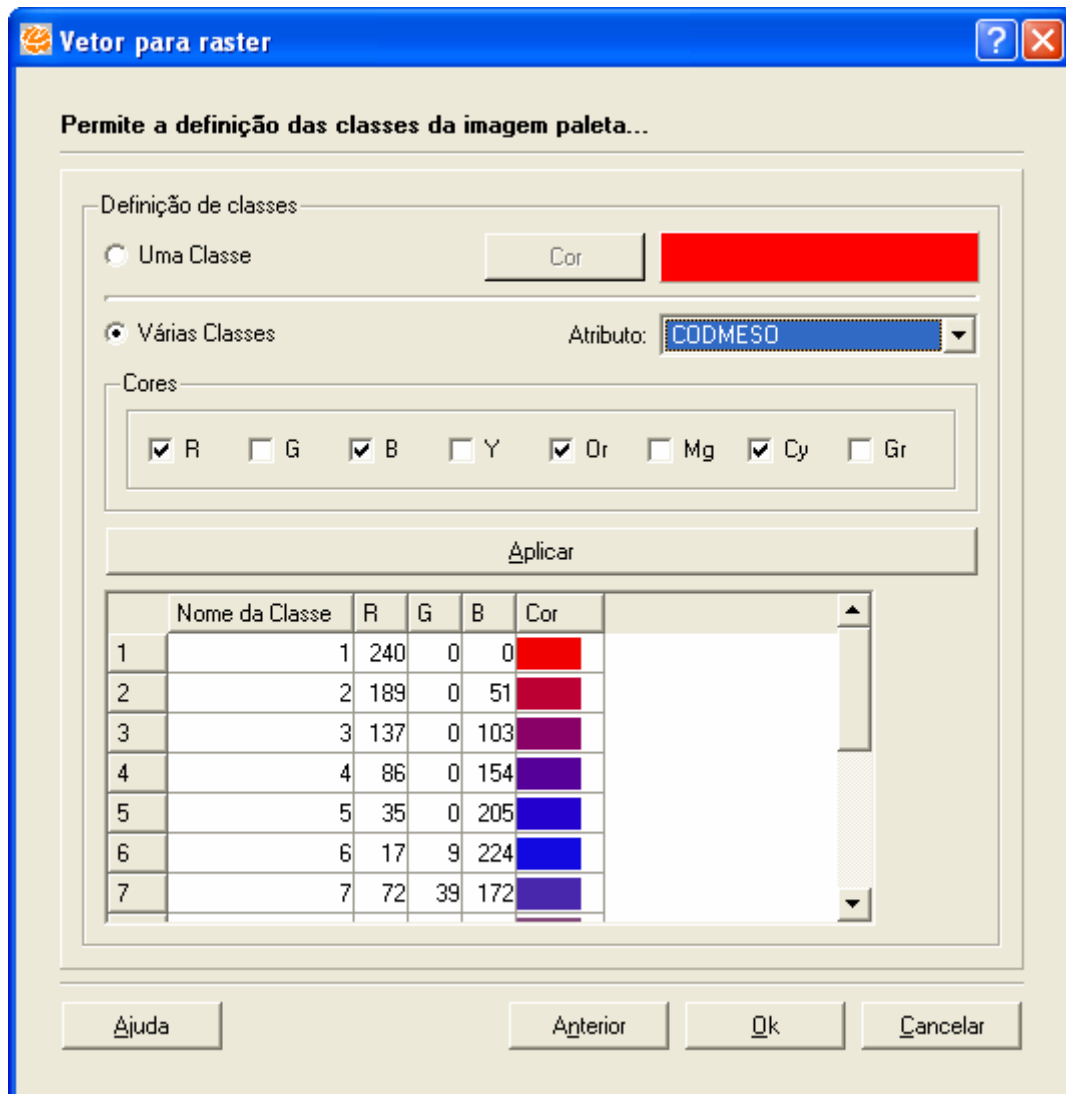 Vetor para raster
Permite a definição das classes da imagem paleta...
Definição de classes
Uma Classe Cor
Várias Classes Atributo: CODMESO
Cores
R G B Y Or Mg Cy Gr
Aplicar
Nome da Classe R G B Cor
1 1 240 0 0
2 2 189 0 51
3 3 137 0 103
4 4 86 0 154
5 5 35 0 205
6 6 17 9 224
7 7 72 39 172
Ajuda Anterior Ok Cancelar